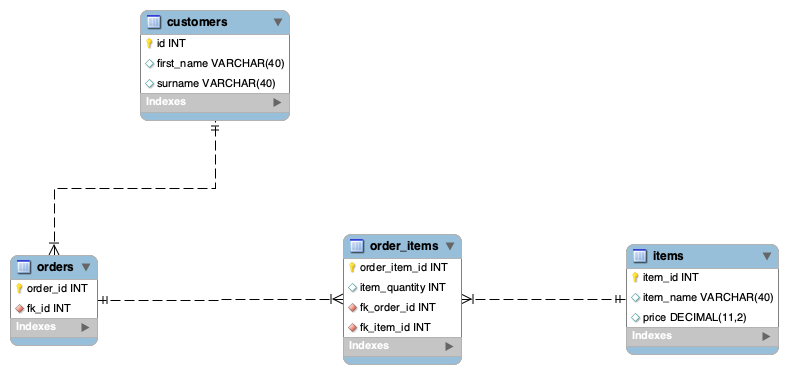 customers
id INT
first_name VARCHAR(40)
surname VARCHAR(40)
Indexes
orders
order_id INT
fk_id INT
Indexes
order_items
order_item_id INT
item_quantity INT
fk_order_id INT
fk_item_id INT
Indexes
items
item_id INT
item_name VARCHAR(40)
price DECIMAL(11,2)
Indexes